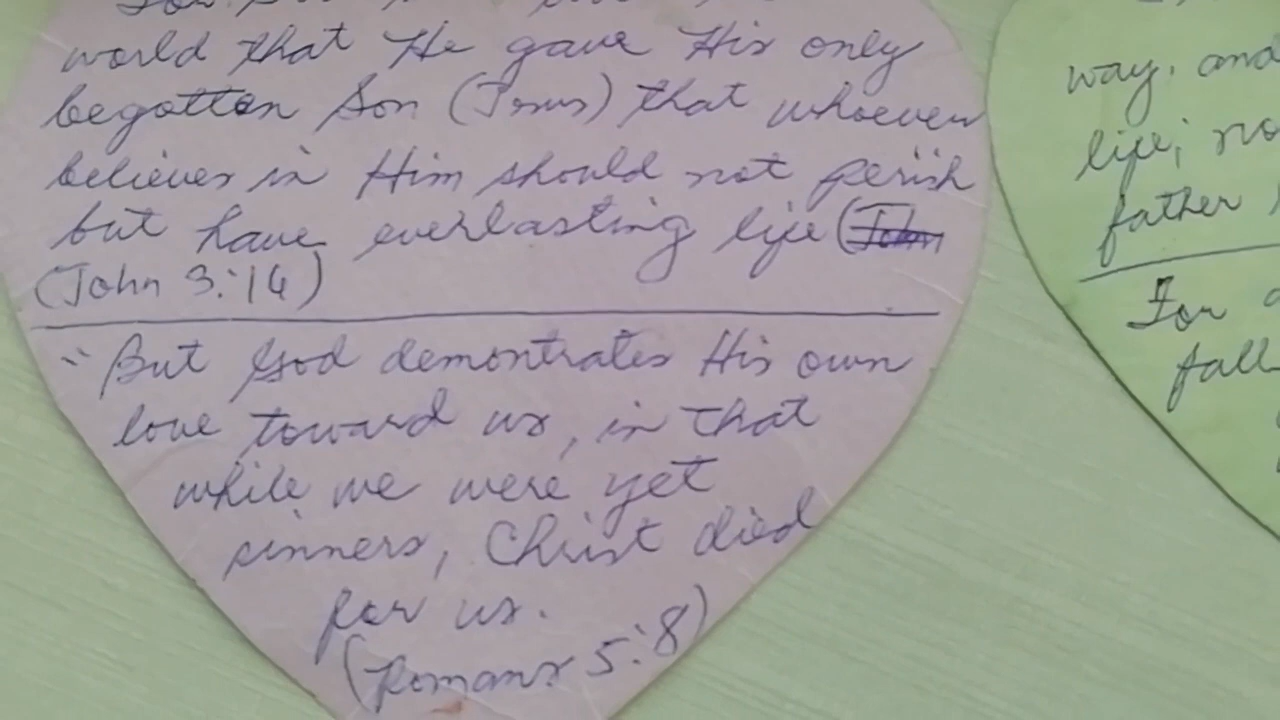 world that He gave His only
begotten Son (Jesus) that whoever
believes in Him should not perish
but have everlasting life (John
(John 3:16)
"But God demontrates His own
love toward us, in that
while we were yet
sinners, Christ died
for us.
(Romans 5:8)
way, and
life; no
father
For
fall